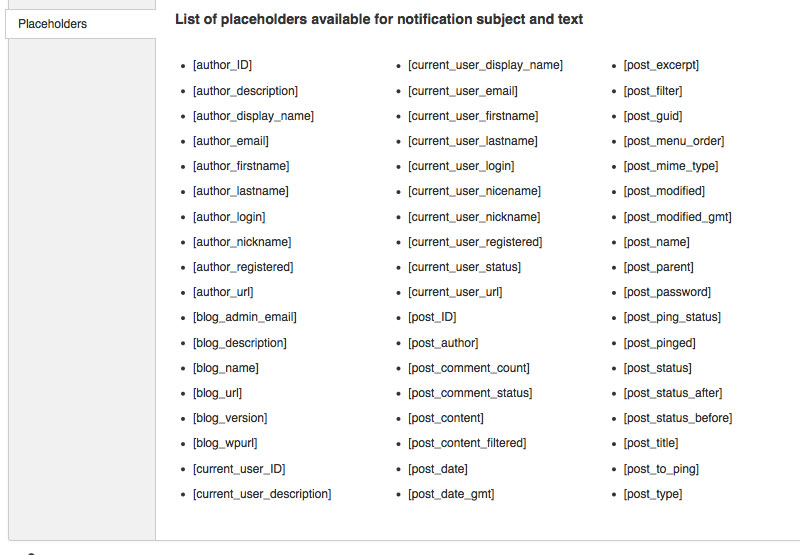 Placeholders
List of placeholders available for notification subject and text
[author_ID]
[author_description]
[author_display_name]
[author_email]
[author_firstname]
[author_lastname]
[author_login]
[author_nickname]
[author_registered]
[author_url]
[blog_admin_email]
[blog_description]
[blog_name]
[blog_url]
[blog_version]
[blog_wpurl]
[current_user_ID]
[current_user_description]
[current_user_display_name]
[current_user_email]
[current_user_firstname]
[current_user_lastname]
[current_user_login]
[current_user_nicename]
[current_user_nickname]
[current_user_registered]
[current_user_status]
[current_user_url]
[post_ID]
[post_author]
[post_comment_count]
[post_comment_status]
[post_content]
[post_content_filtered]
[post_date]
[post_date_gmt]
[post_excerpt]
[post_filter]
[post_guid]
[post_menu_order]
[post_mime_type]
[post_modified]
[post_modified_gmt]
[post_name]
[post_parent]
[post_password]
[post_ping_status]
[post_pinged]
[post_status]
[post_status_after]
[post_status_before]
[post_title]
[post_to_ping]
[post_type]